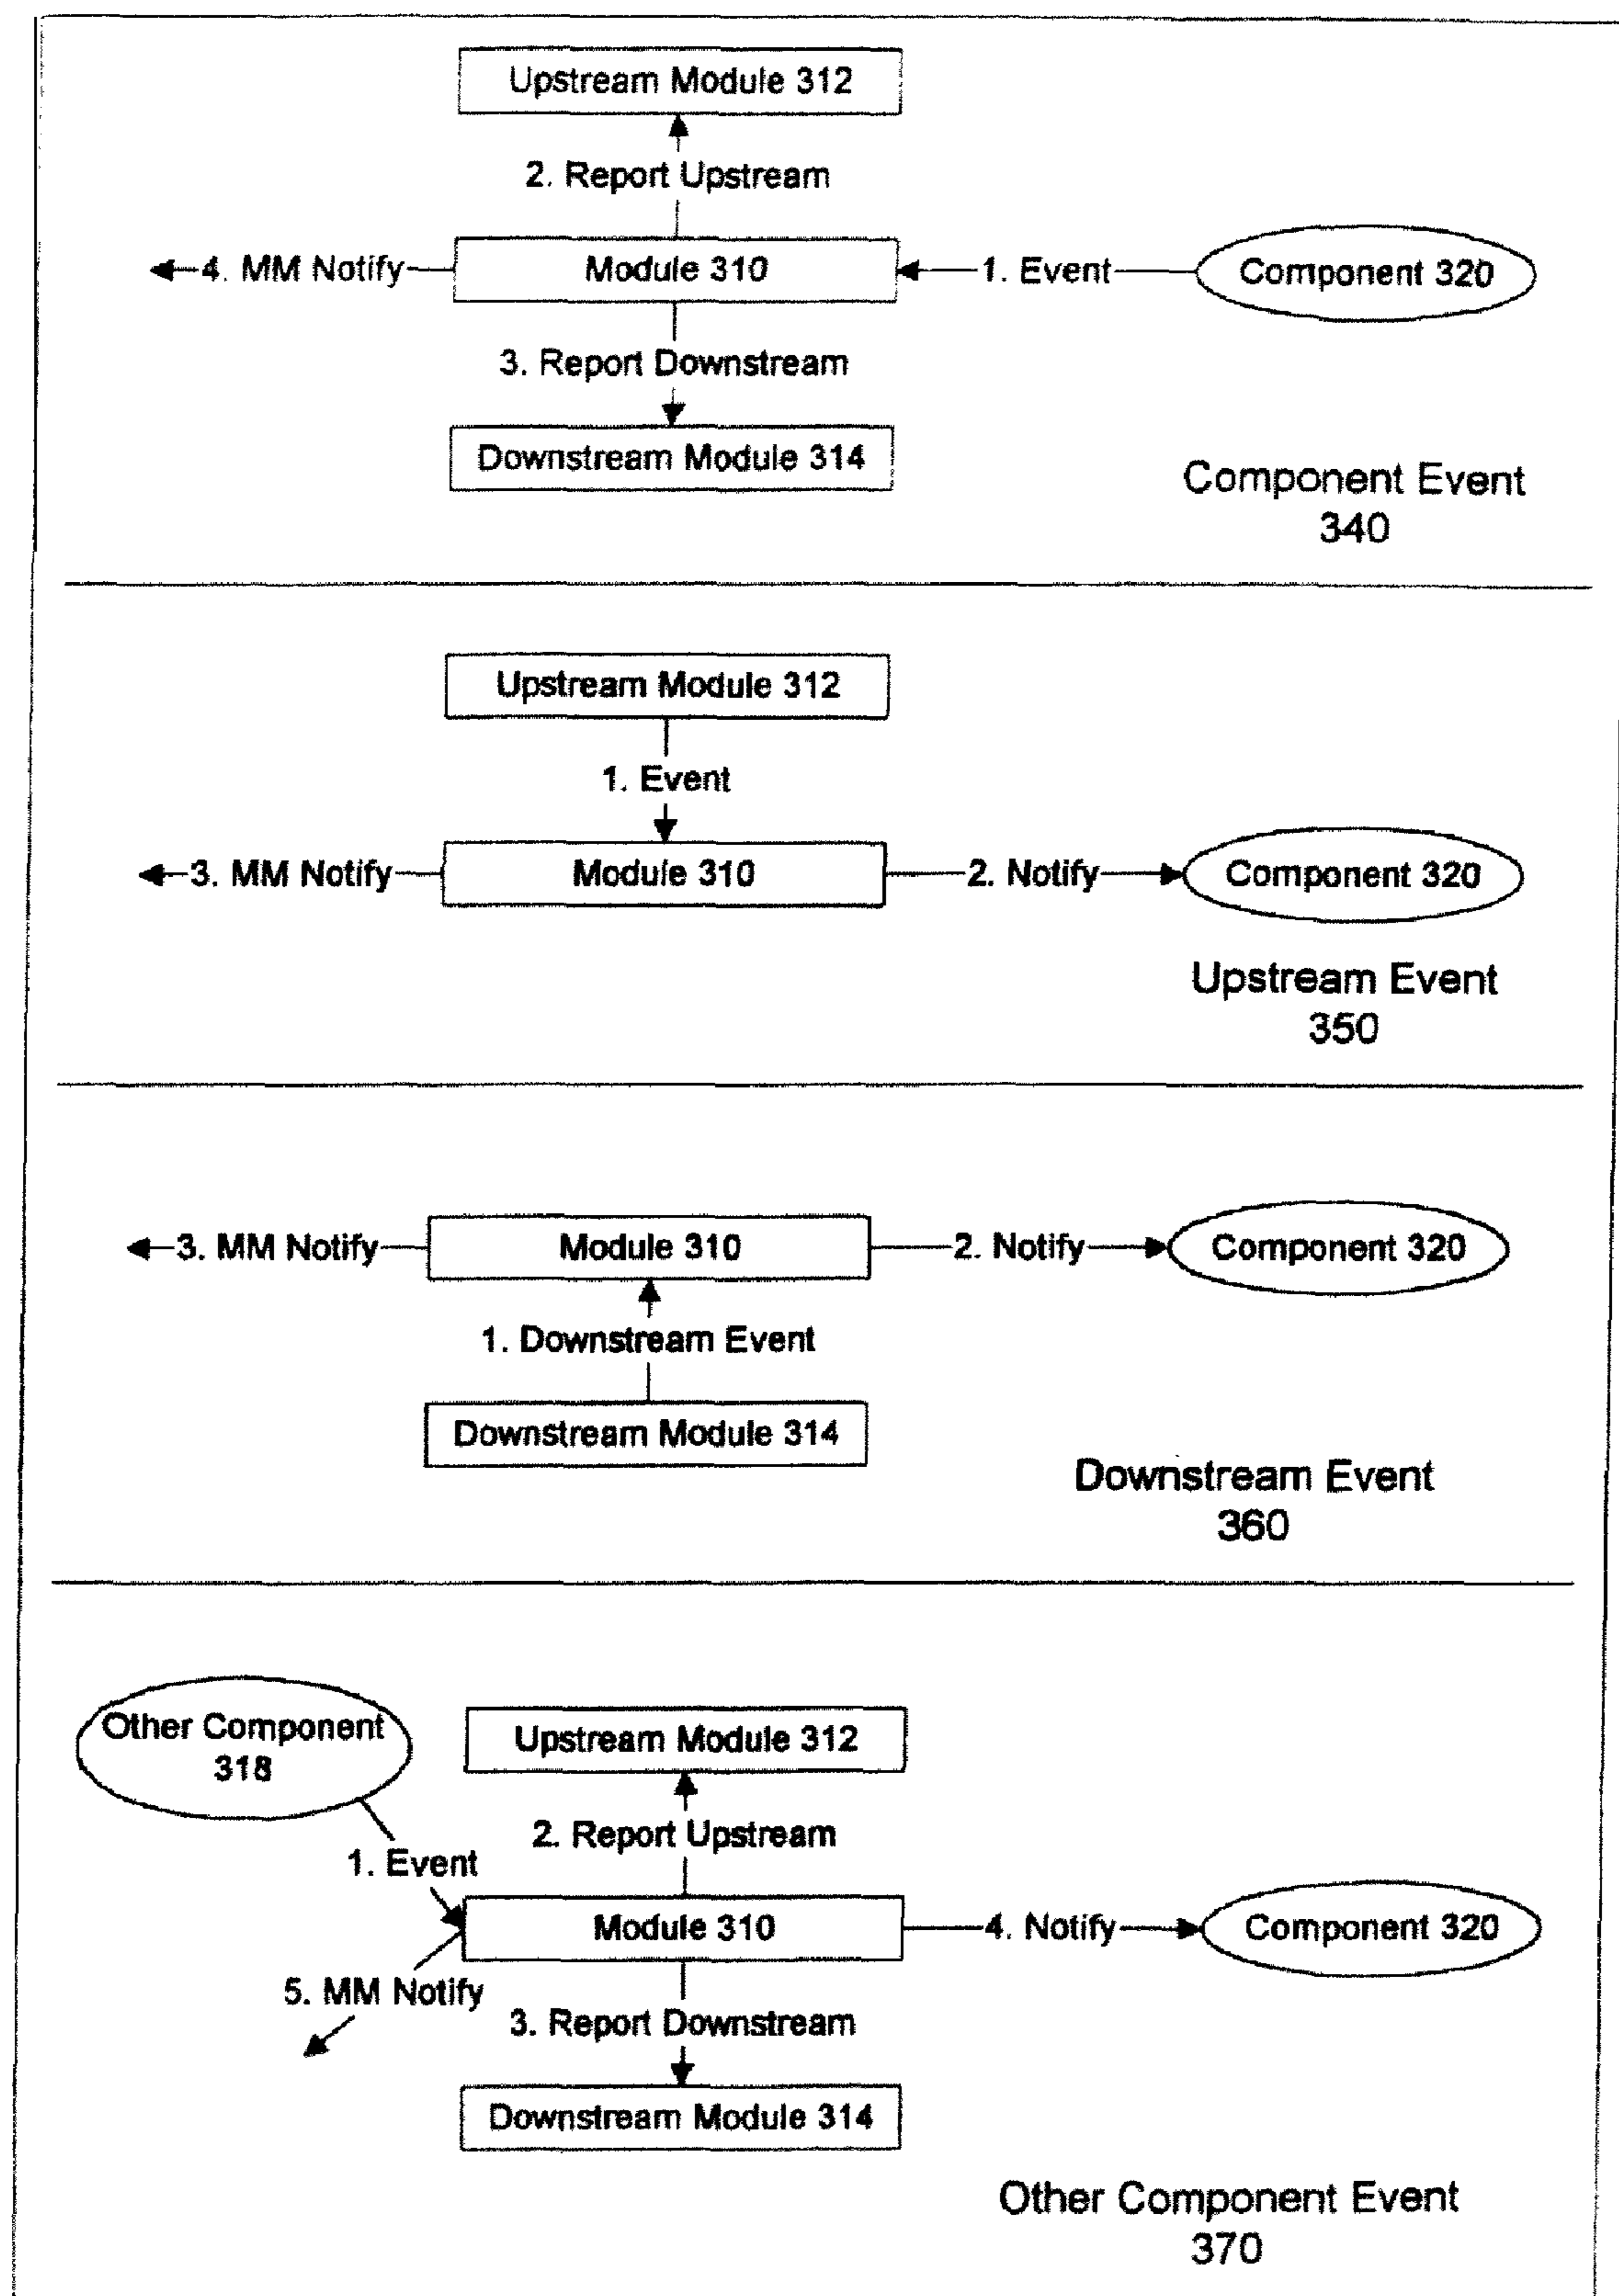 Upstream Module 312
2. Report Upstream
4. MM Notify
Module 310
1. Event
Component 320
3. Report Downstream
Downstream Module 314
Component Event
340
Upstream Module 312
1. Event
3. MM Notify
Module 310
2. Notify
Component 320
Upstream Event
350
3. MM Notify
Module 310
2. Notify
Component 320
1. Downstream Event
Downstream Module 314
Downstream Event
360
Other Component
318
Upstream Module 312
2. Report Upstream
1. Event
Module 310
4. Notify
Component 320
5. MM Notify
3. Report Downstream
Downstream Module 314
Other Component Event
370